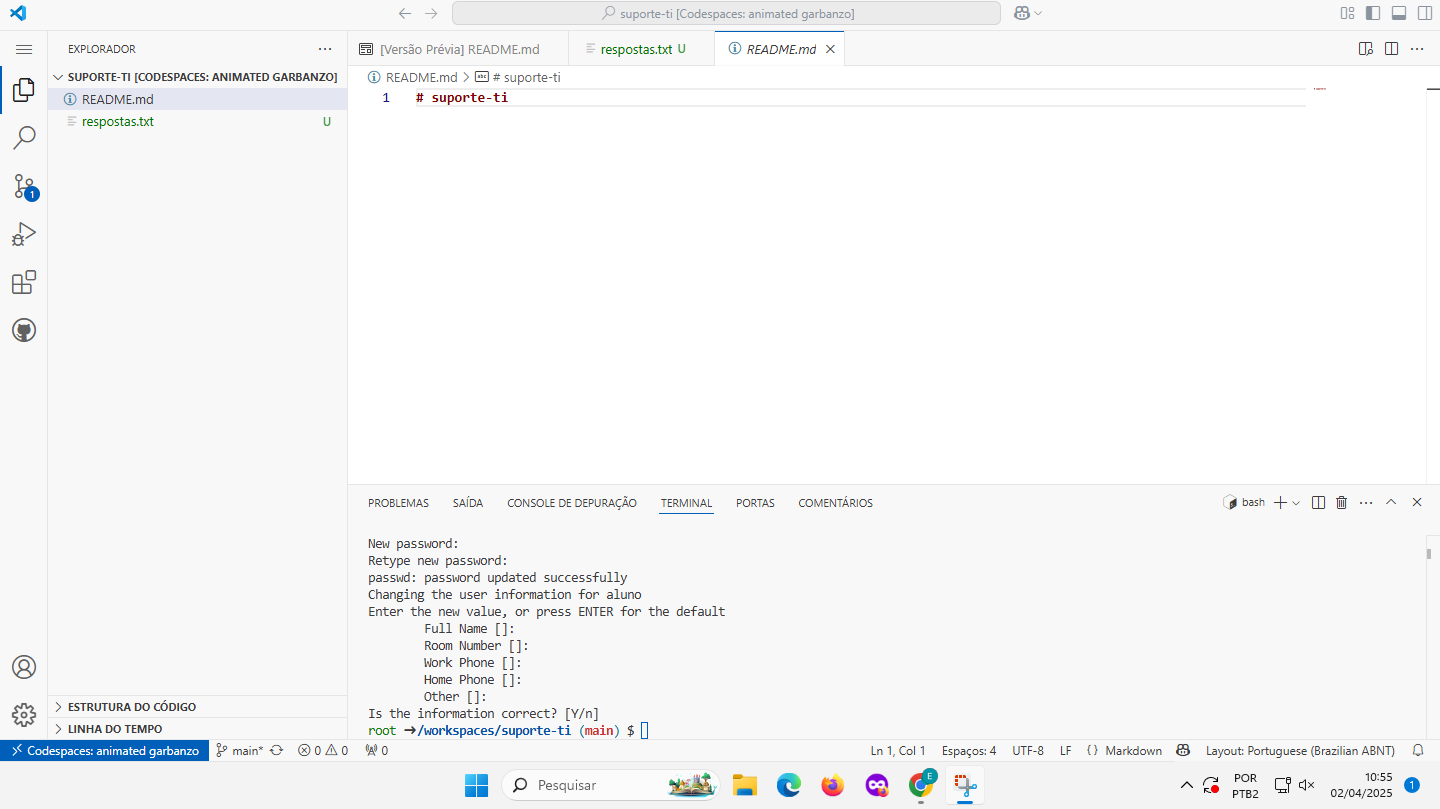 suporte-ti [Codespaces: animated garbanzo]
EXPLORADOR
SUPORTE-TI [CODESPACES: ANIMATED GARBANZO]
README.md
respostas.txt U
1
ESTRUTURA DO CÓDIGO
LINHA DO TEMPO
[Versão Prévia] README.md
respostas.txt U
README.md
README.md > # suporte-ti
1 # suporte-ti
PROBLEMAS SAÍDA CONSOLE DE DEPURAÇÃO TERMINAL PORTAS COMENTÁRIOS
bash
New password:
Retype new password:
passwd: password updated successfully
Changing the user information for aluno
Enter the new value, or press ENTER for the default
Full Name []:
Room Number []:
Work Phone []:
Home Phone []:
Other []:
Is the information correct? [Y/n]
root ➜/workspaces/suporte-ti (main) $
Codespaces: animated garbanzo main* 0 0 0 Ln 1, Col 1 Espaços: 4 UTF-8 LF {} Markdown Layout: Portuguese (Brazilian ABNT)
Pesquisar
E
POR
PTB2
10:55
02/04/2025
1